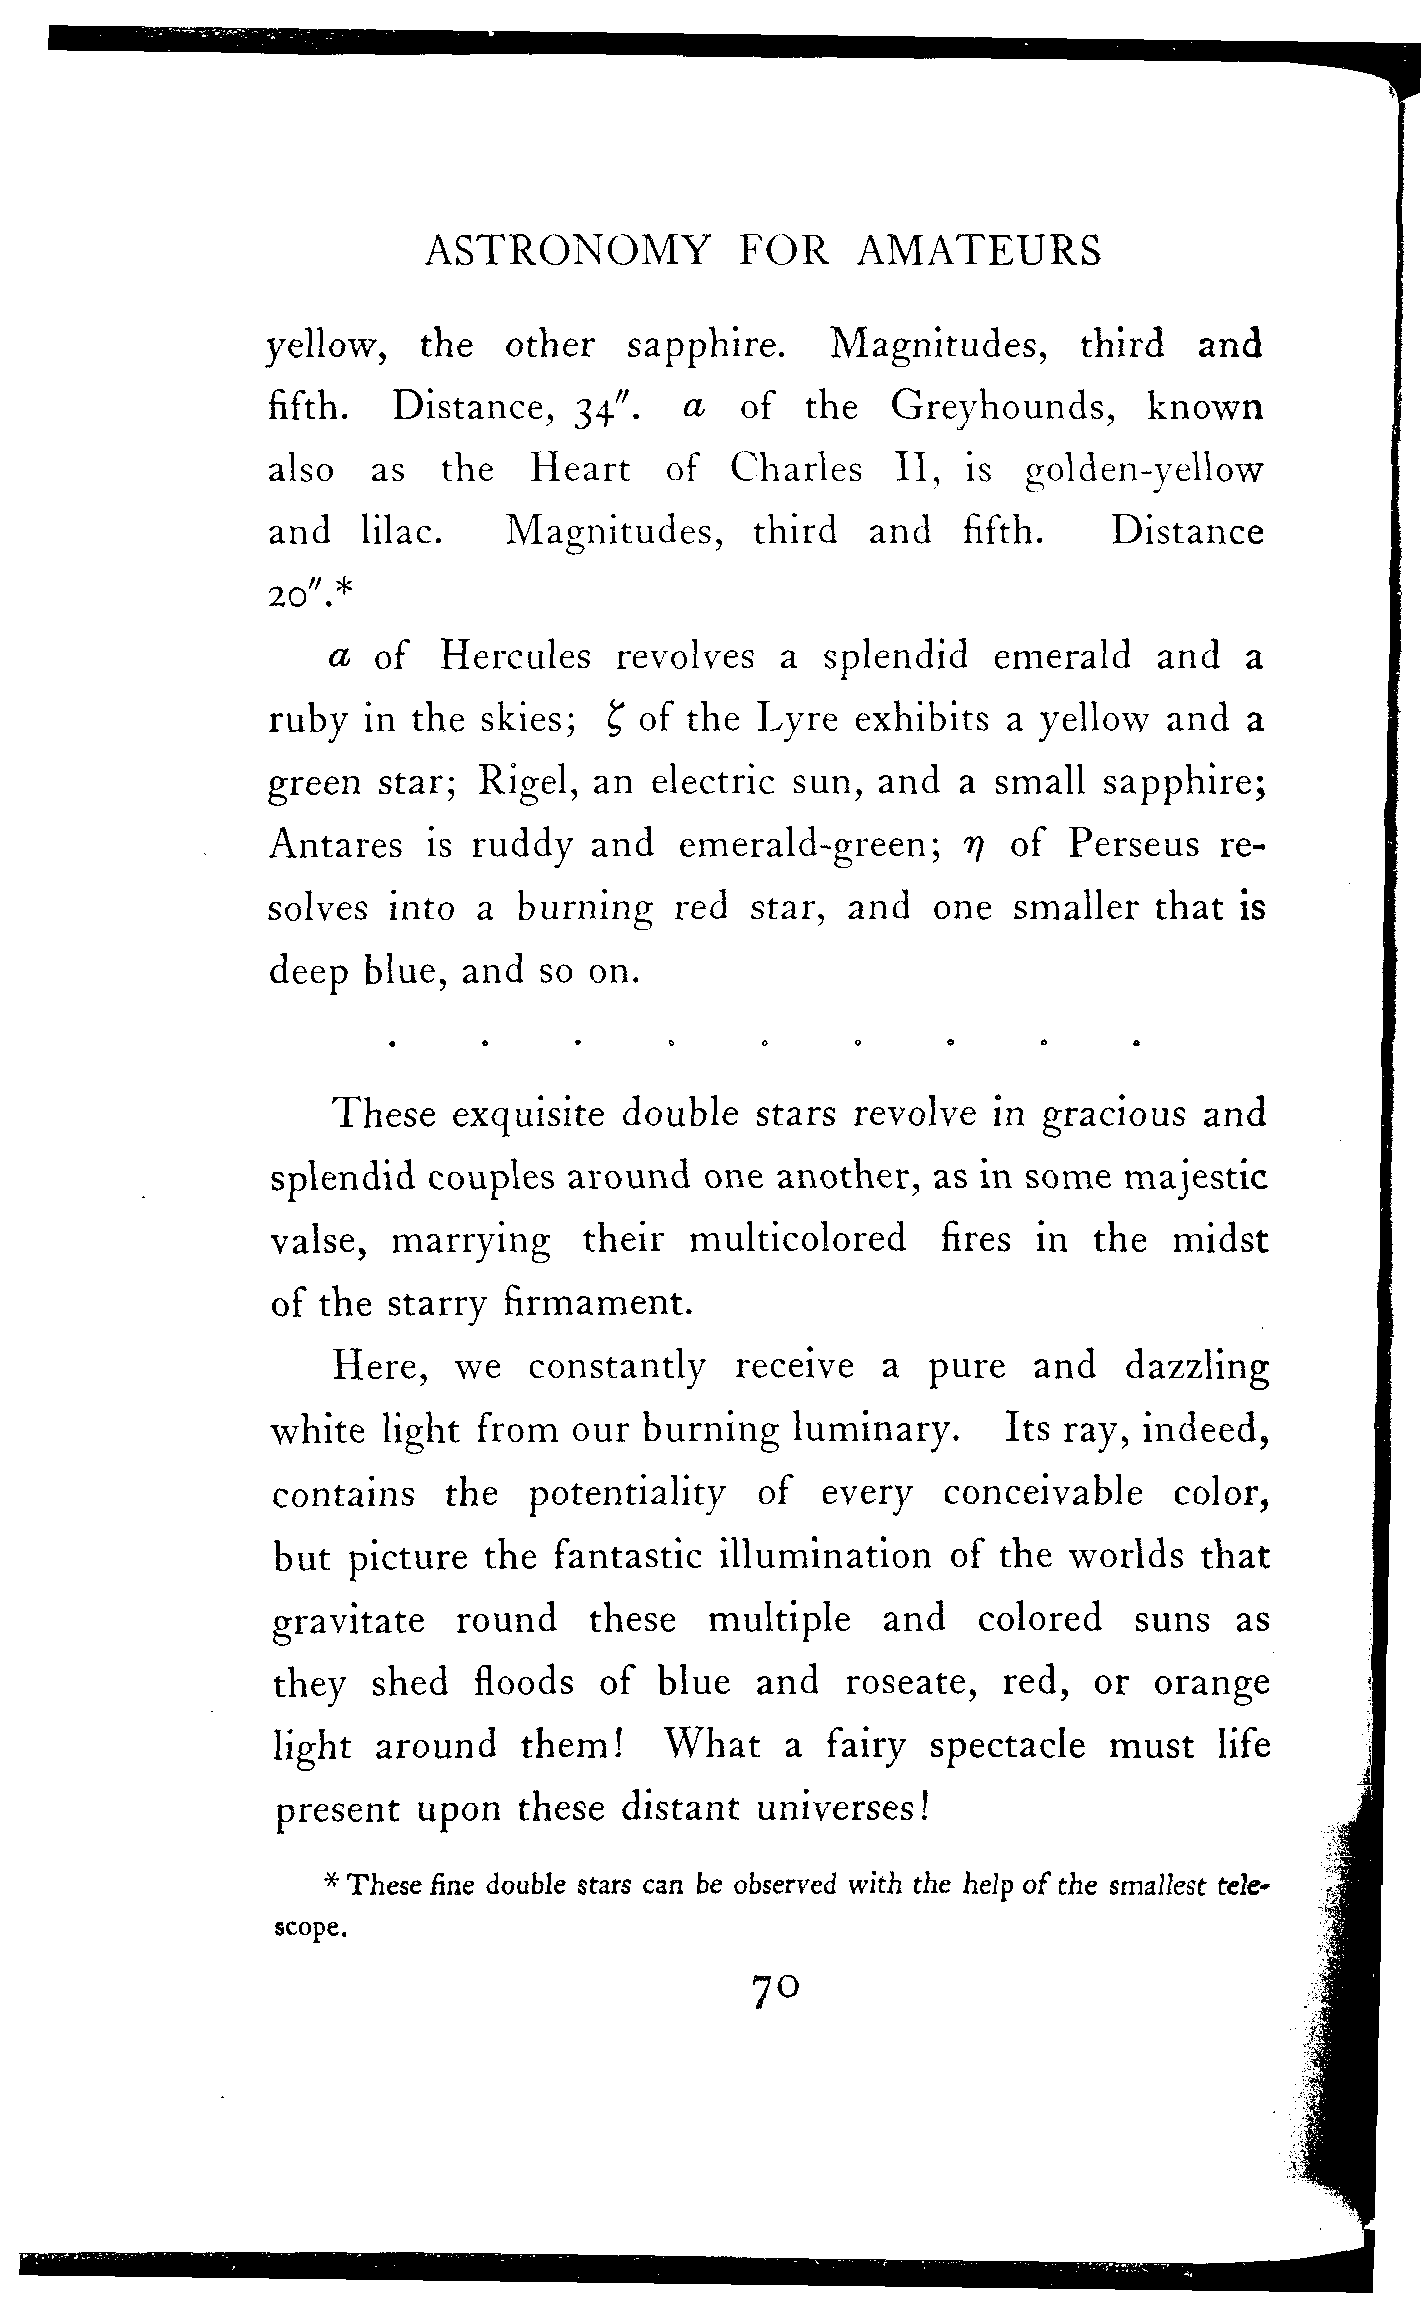 ASTRONOMY FOR AMATEURS
yellow, the other sapphire. Magnitudes, third and
fifth. Distance, 34″. α of the Greyhounds, known
also as the Heart of Charles II, is golden-yellow
and lilac. Magnitudes, third and fifth. Distance
20″.*
α of Hercules revolves a splendid emerald and a
ruby in the skies; ζ of the Lyre exhibits a yellow and a
green star; Rigel, an electric sun, and a small sapphire;
Antares is ruddy and emerald-green; η of Perseus re-
solves into a burning red star, and one smaller that is
deep blue, and so on.
. . . . . . . . .
These exquisite double stars revolve in gracious and
splendid couples around one another, as in some majestic
valse, marrying their multicolored fires in the midst
of the starry firmament.
Here, we constantly receive a pure and dazzling
white light from our burning luminary. Its ray, indeed,
contains the potentiality of every conceivable color,
but picture the fantastic illumination of the worlds that
gravitate round these multiple and colored suns as
they shed floods of blue and roseate, red, or orange
light around them! What a fairy spectacle must life
present upon these distant universes!
* These fine double stars can be observed with the help of the smallest tele-
scope.
70